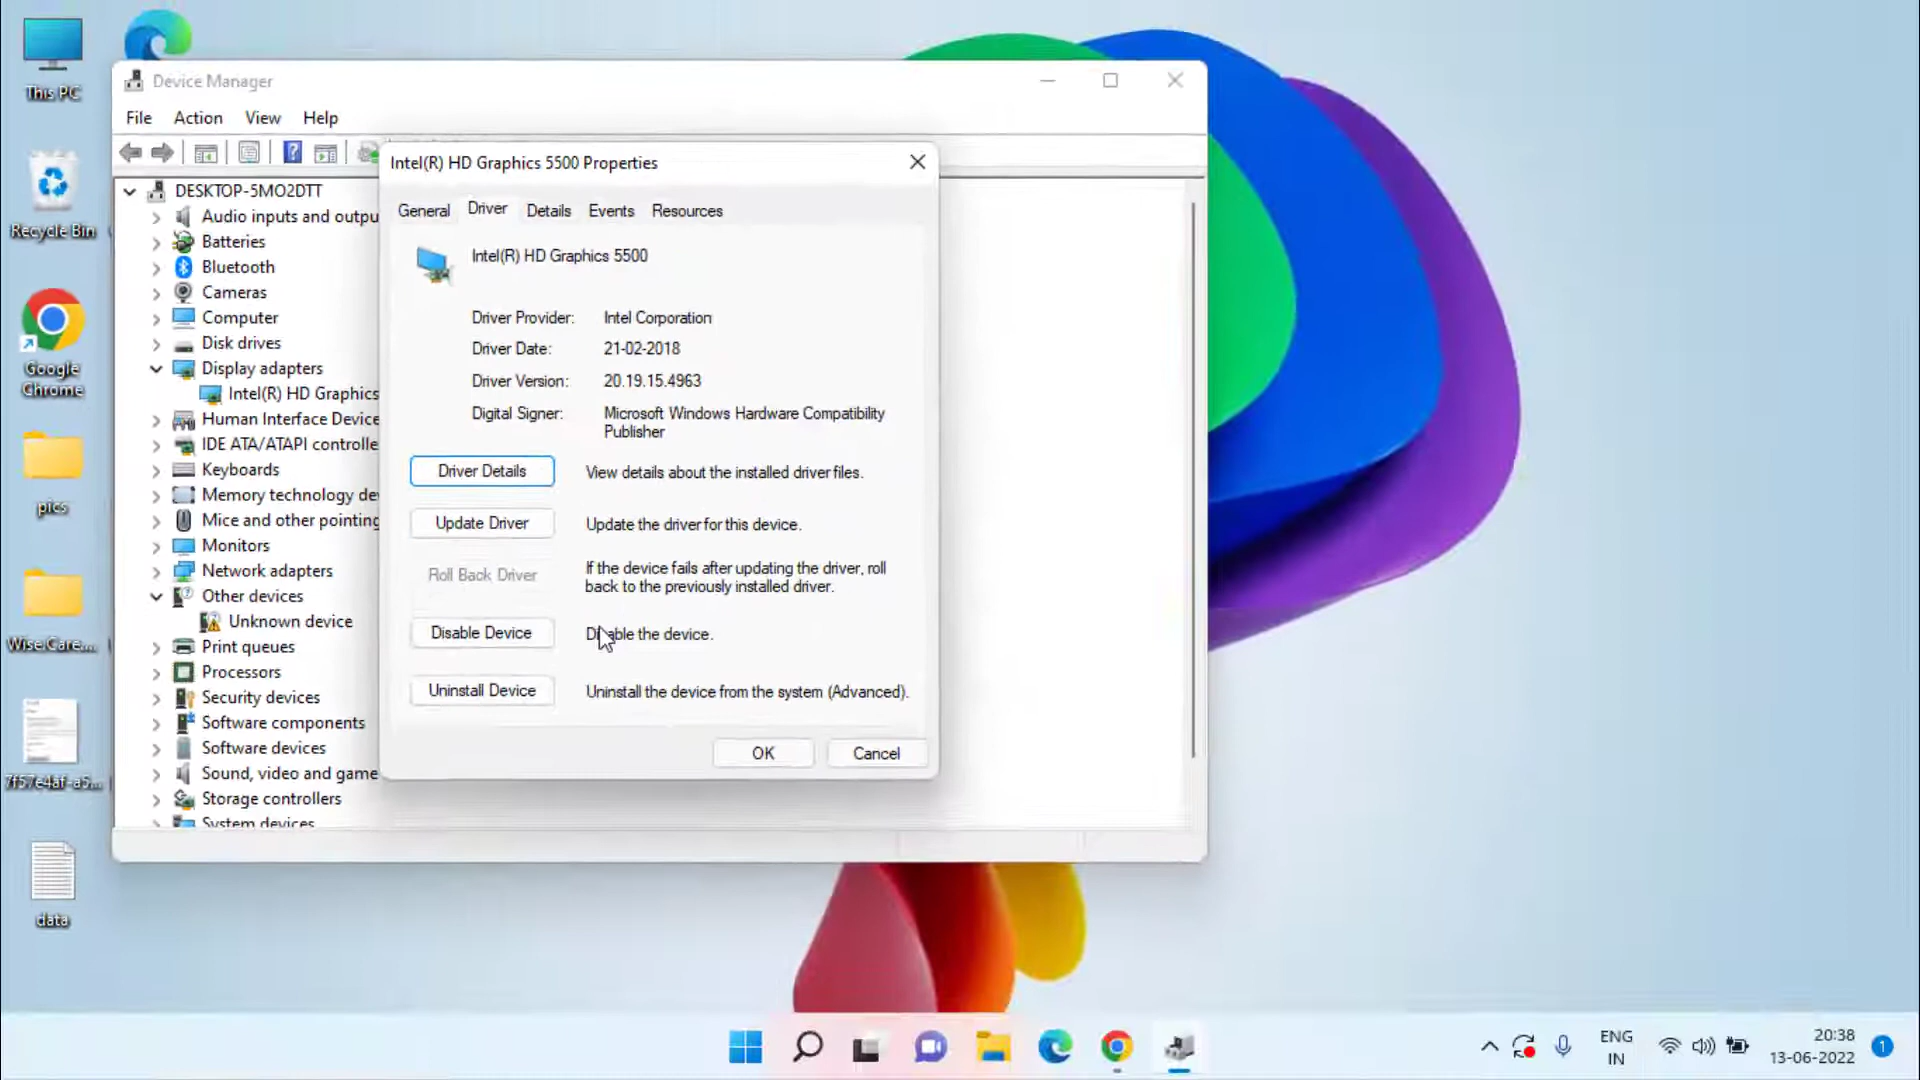 This PC
Recycle Bin
Google
Chrome
pics
Wise Care....
7f57e4af-a5...
data
Device Manager
File Action View Help
DESKTOP-5MO2DTT
Audio inputs and outpu
Batteries
Bluetooth
Cameras
Computer
Disk drives
Display adapters
Intel(R) HD Graphics
Human Interface Device
IDE ATA/ATAPI controlle
Keyboards
Memory technology de
Mice and other pointing
Monitors
Network adapters
Other devices
Unknown device
Print queues
Processors
Security devices
Software components
Software devices
Sound, video and game
Storage controllers
System devices
Intel(R) HD Graphics 5500 Properties
General Driver Details Events Resources
Intel(R) HD Graphics 5500
Driver Provider: Intel Corporation
Driver Date: 21-02-2018
Driver Version: 20.19.15.4963
Digital Signer: Microsoft Windows Hardware Compatibility
Publisher
Driver Details View details about the installed driver files.
Update Driver Update the driver for this device.
Roll Back Driver If the device fails after updating the driver, roll
back to the previously installed driver.
Disable Device Disable the device.
Uninstall Device Uninstall the device from the system (Advanced).
OK Cancel
ENG
IN
20:38
13-06-2022
1